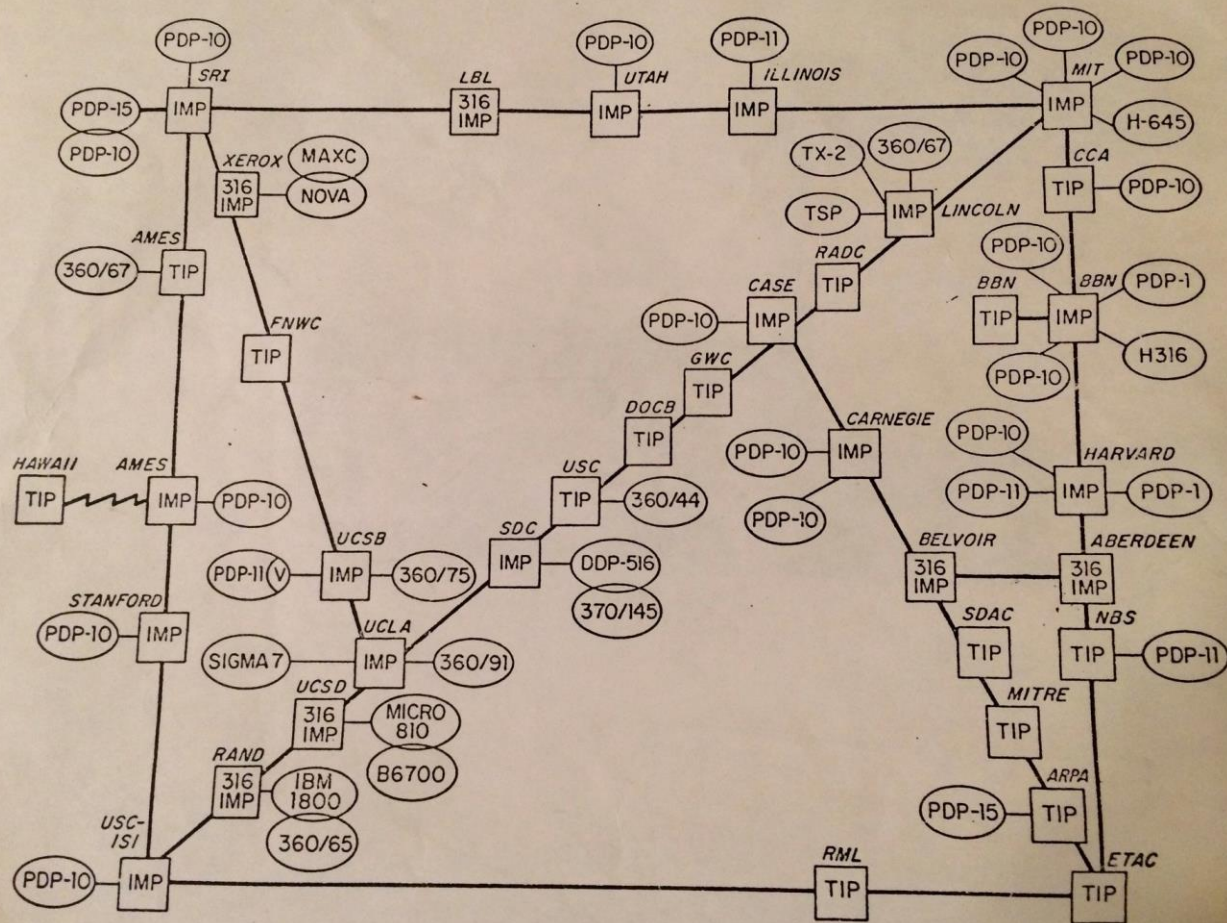 PDP-10
PDP-10
PDP-11
PDP-10
SRI
LBL
UTAH
ILLINOIS
PDP-10
MIT
PDP-10
PDP-15
IMP
316
IMP
IMP
IMP
IMP
PDP-10
H-645
XEROX
MAXC
316
IMP
NOVA
TX-2
360/67
CCA
TIP
PDP-10
TSP
IMP
LINCOLN
AMES
360/67
TIP
RADC
TIP
PDP-10
BBN
BBN
PDP-1
TIP
IMP
PDP-10
H316
CASE
PDP-10
IMP
FNWC
TIP
GWC
TIP
DOCB
TIP
CARNEGIE
PDP-10
IMP
PDP-10
PDP-10
HARVARD
PDP-11
IMP
PDP-1
HAWAII
TIP
AMES
IMP
PDP-10
USC
TIP
360/44
SDC
IMP
DDP-516
370/145
UCSB
PDP-11
V
IMP
360/75
BELVOIR
316
IMP
ABERDEEN
316
IMP
STANFORD
PDP-10
IMP
UCLA
SIGMA 7
IMP
360/91
SDAC
TIP
NBS
TIP
PDP-11
UCSD
316
IMP
MICRO
810
B6700
MITRE
TIP
RAND
316
IMP
IBM
1800
360/65
ARPA
PDP-15
TIP
USC-
ISI
PDP-10
IMP
RML
TIP
ETAC
TIP